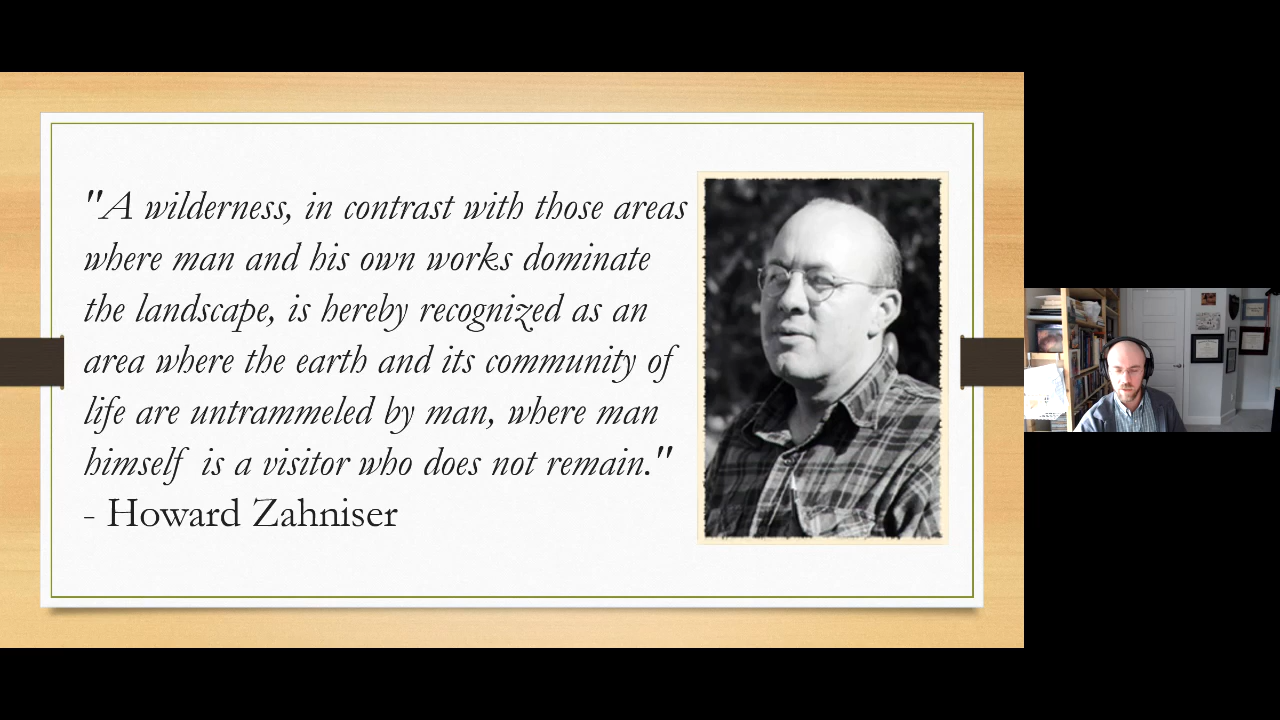 "A wilderness, in contrast with those areas
where man and his own works dominate
the landscape, is hereby recognized as an
area where the earth and its community of
life are untrammeled by man, where man
himself  is a visitor who does not remain."
- Howard Zahniser